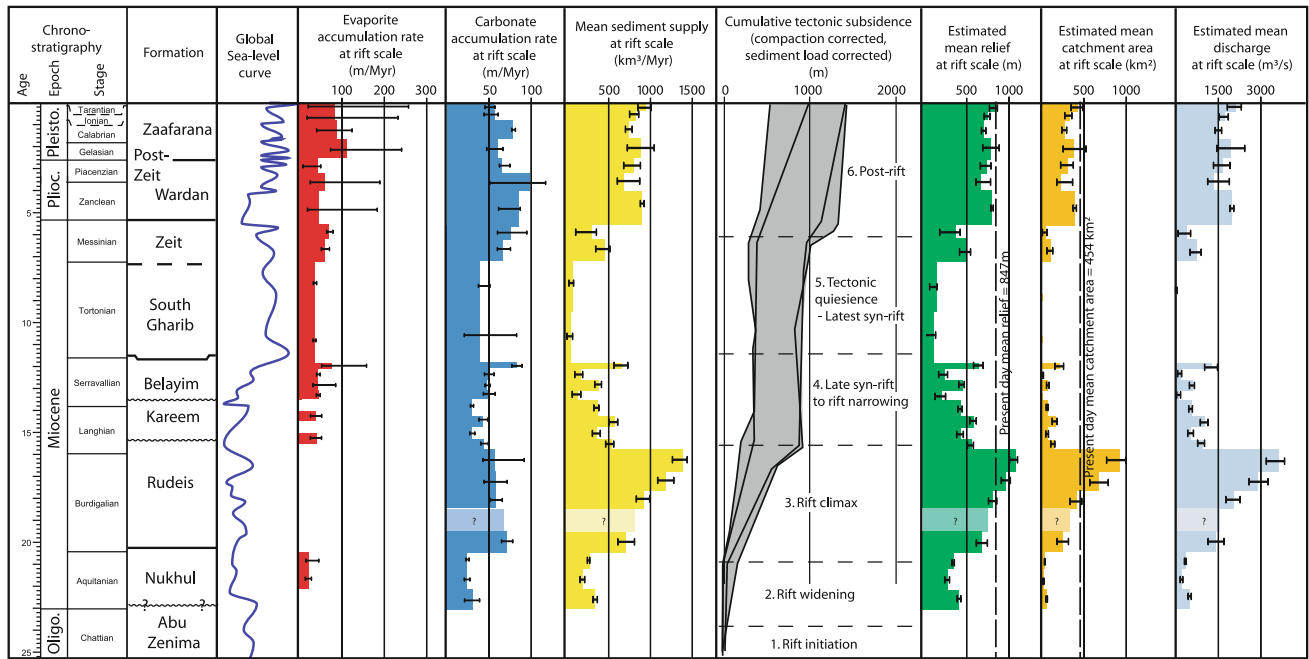 Chrono-
stratigraphy
Age
Epoch
Stage
Formation
Global
Sea-level
curve
Evaporite
accumulation rate
at rift scale
(m/Myr)
100 200 300
Carbonate
accumulation rate
at rift scale
(m/Myr)
50 100
Mean sediment supply
at rift scale
(km³/Myr)
500 1000
Cumulative tectonic subsidence
(compaction corrected,
sediment load corrected)
(m)
0 1000 2000
Estimated
mean relief
at rift scale (m)
500 1000
Estimated mean
catchment area
at rift scale (km²)
1000
Estimated mean
discharge
at rift scale (m³/s)
1500 3000
5
10
15
20
25
Pleisto.
Plioc.
Miocene
Oligo.
Tarantian
Ionian
Calabrian
Gelasian
Piacenzian
Zanclean
Messinian
Tortonian
Serravallian
Langhian
Burdigalian
Aquitanian
Chattian
Zaafarana
Post-
Zeit
Wardan
Zeit
South
Gharib
Belayim
Kareem
Rudeis
Nukhul
? ?
Abu
Zenima
?
?
6. Post-rift
5. Tectonic
quiesience
- Latest syn-rift
4. Late syn-rift
to rift narrowing
3. Rift climax
2. Rift widening
1. Rift initiation
?
Present day mean relief = 847m
?
Present day mean catchment area = 454 km²
?